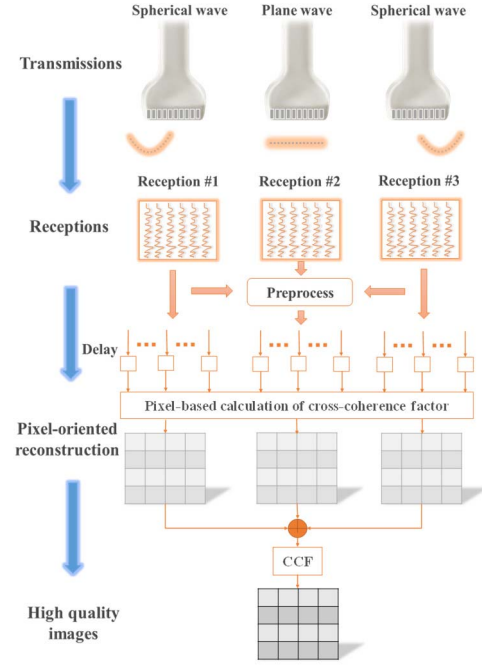 Spherical wave Plane wave Spherical wave
Transmissions
Reception #1 Reception #2 Reception #3
Receptions
Preprocess
Delay
Pixel-based calculation of cross-coherence factor
Pixel-oriented
reconstruction
CCF
High quality
images